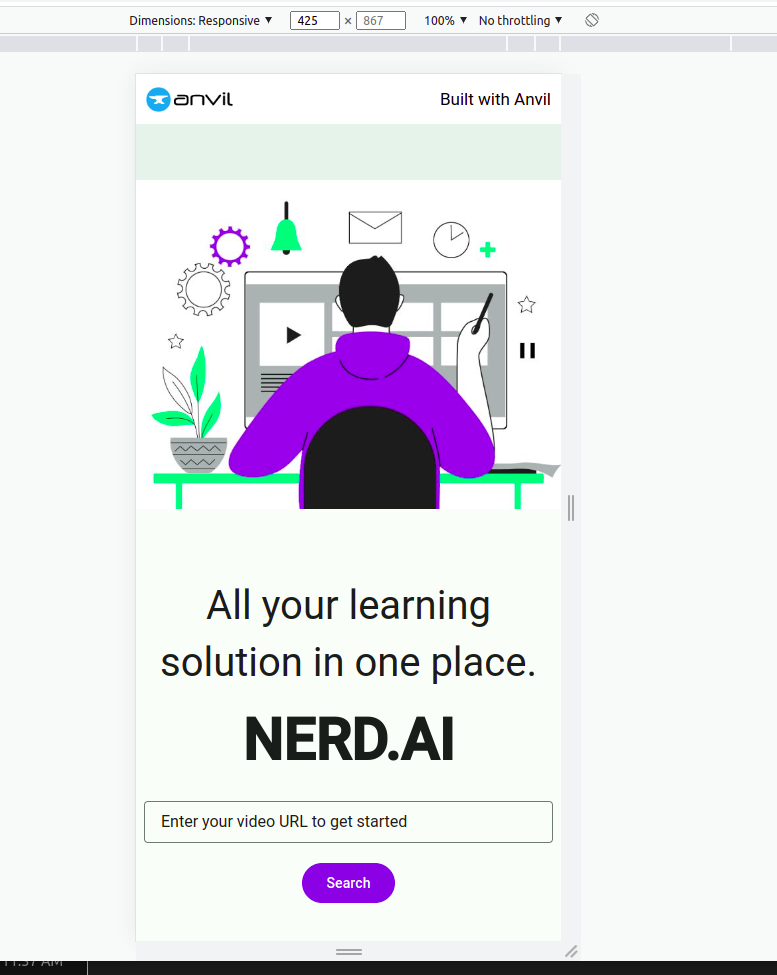 Dimensions: Responsive ▼ 425 × 867 100% ▼ No throttling ▼
anvil Built with Anvil
All your learning
solution in one place.
NERD.AI
Enter your video URL to get started
Search